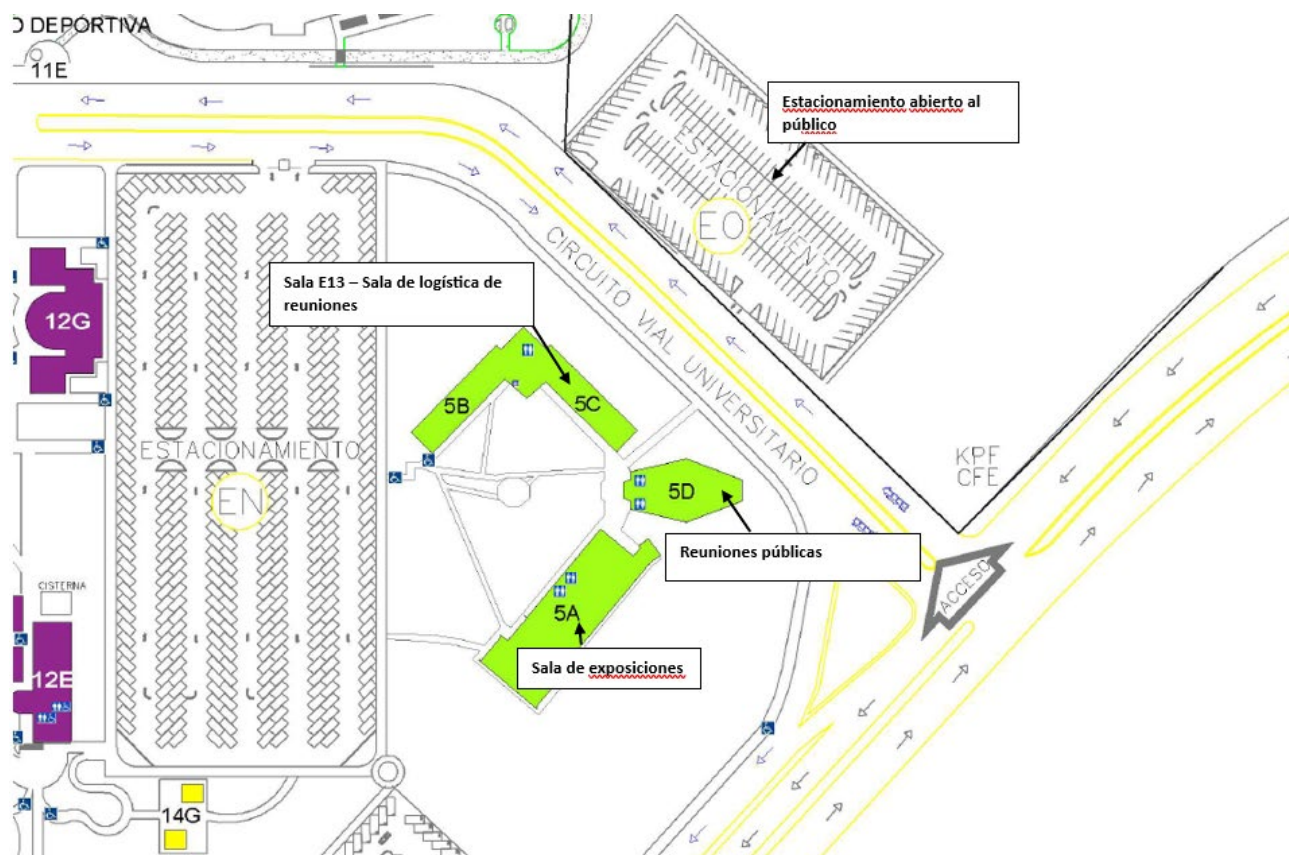 O DEPORTIVA
11E
60
Estacionamiento abierto al
público
ESTACIONAMIENTO
EO
Sala E13 – Sala de logística de
reuniones
12G
CIRCUITO VIAL UNIVERSITARIO
5B
5C
ESTACIONAMIENTO
EN
5D
KPF
CFE
Reuniones públicas
ACCESO
CISTERNA
5A
Sala de exposiciones
12E
14G